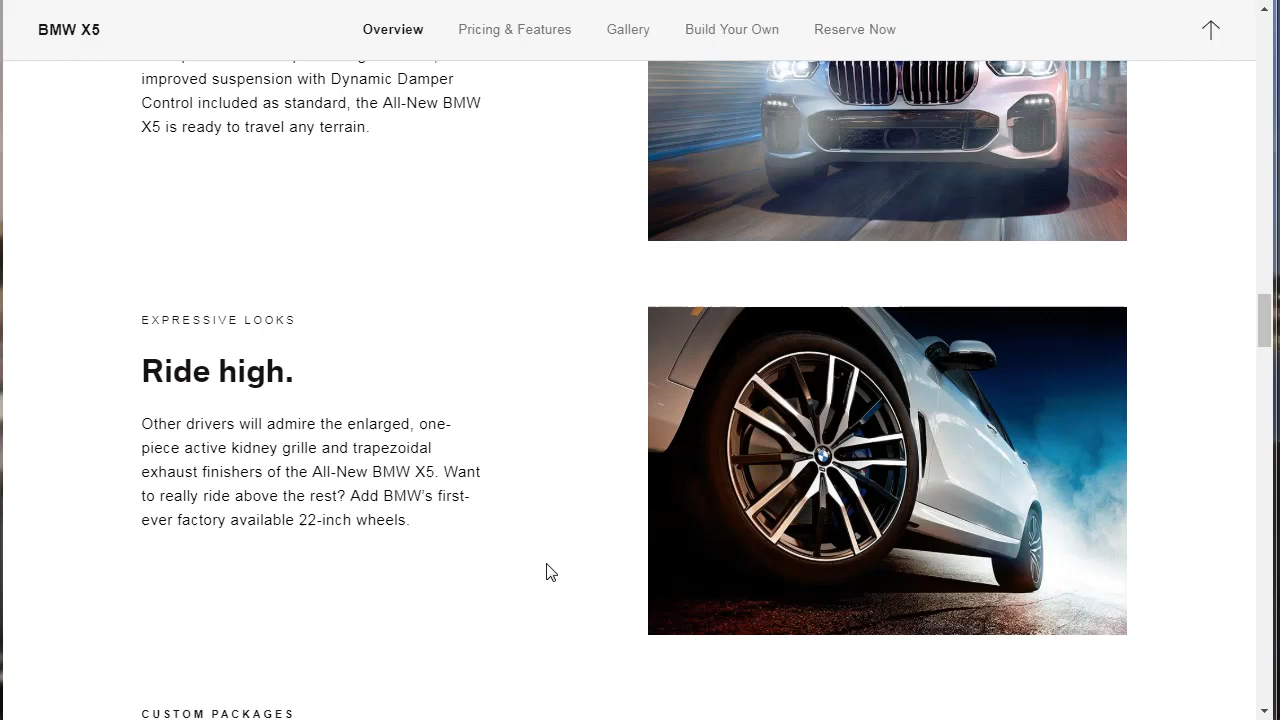 BMW X5
Overview Pricing & Features Gallery Build Your Own Reserve Now
improved suspension with Dynamic Damper
Control included as standard, the All-New BMW
X5 is ready to travel any terrain.
EXPRESSIVE LOOKS
Ride high.
Other drivers will admire the enlarged, one-
piece active kidney grille and trapezoidal
exhaust finishers of the All-New BMW X5. Want
to really ride above the rest? Add BMW’s first-
ever factory available 22-inch wheels.
CUSTOM PACKAGES